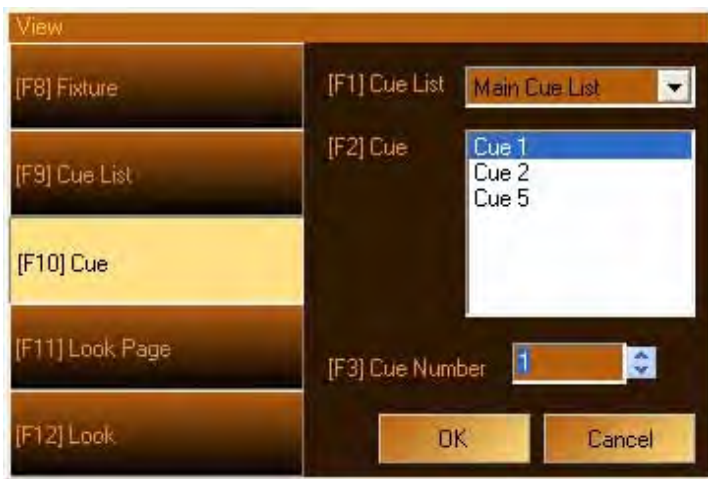 View
[F8] Fixture
[F9] Cue List
[F10] Cue
[F11] Look Page
[F12] Look
[F1] Cue List
Main Cue List
[F2] Cue
Cue 1
Cue 2
Cue 5
[F3] Cue Number
1
OK
Cancel